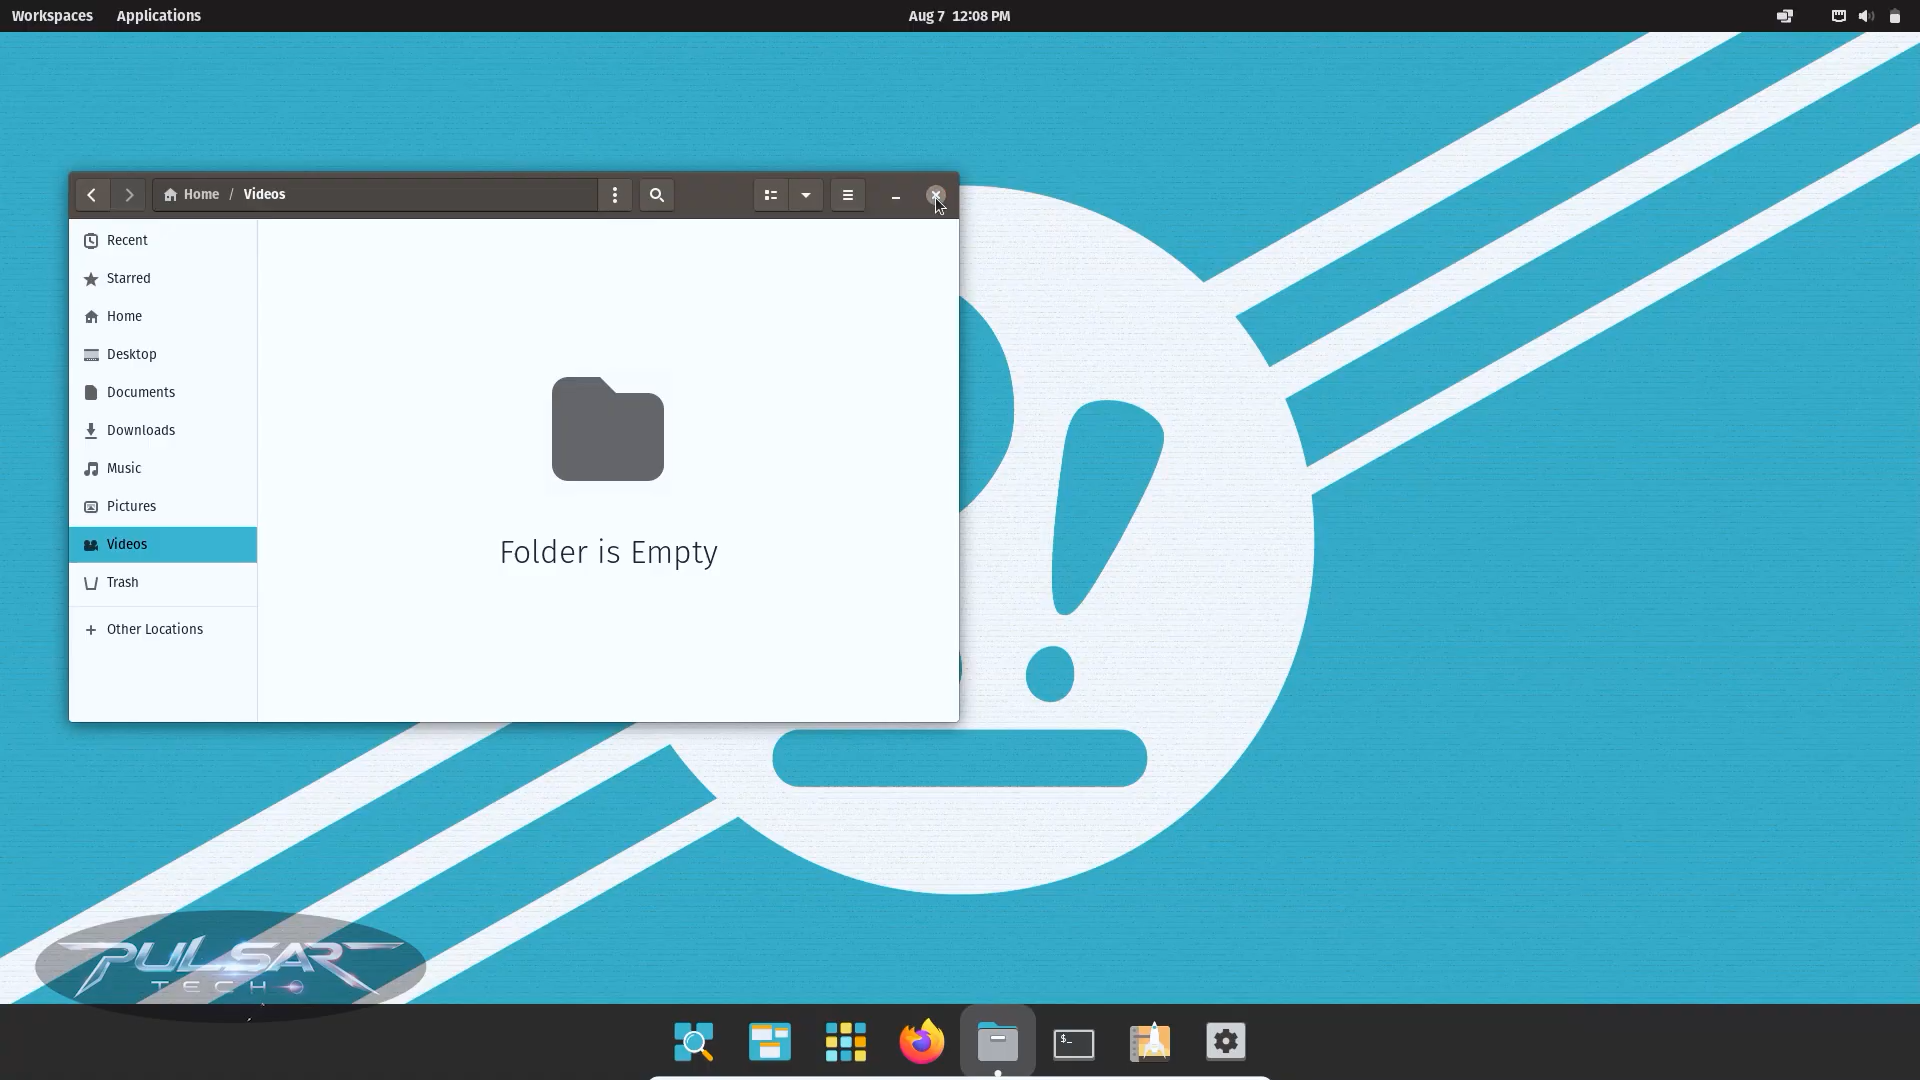 Workspaces Applications Aug 7 12:08 PM
Home / Videos
Recent
Starred
Home
Desktop
Documents
Downloads
Music
Pictures
Videos
Trash
Other Locations
Folder is Empty
PULSAR
TECH
$_